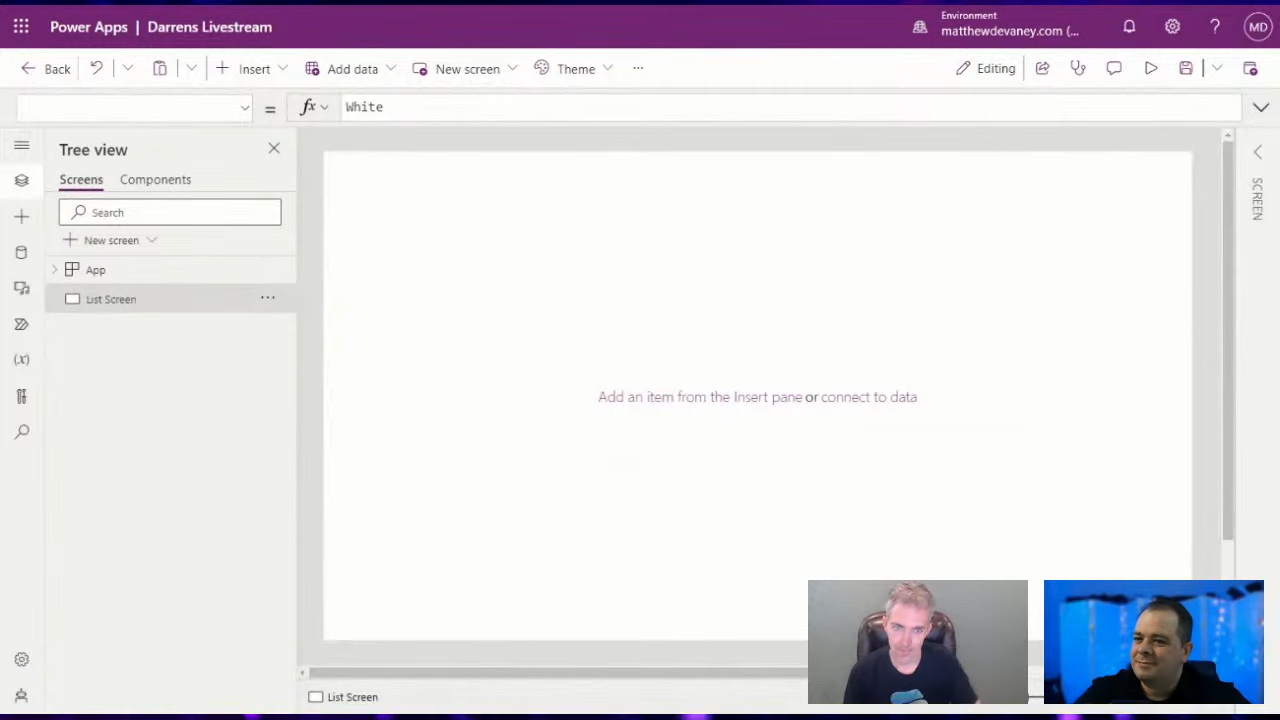 Power Apps | Darrens Livestream
Environment
matthewdevaney.com (...
MD
Back
Insert
Add data
New screen
Theme
...
Editing
= fx White
Tree view
Screens Components
Search
New screen
App
List Screen ...
Add an item from the Insert pane or connect to data
SCREEN
List Screen